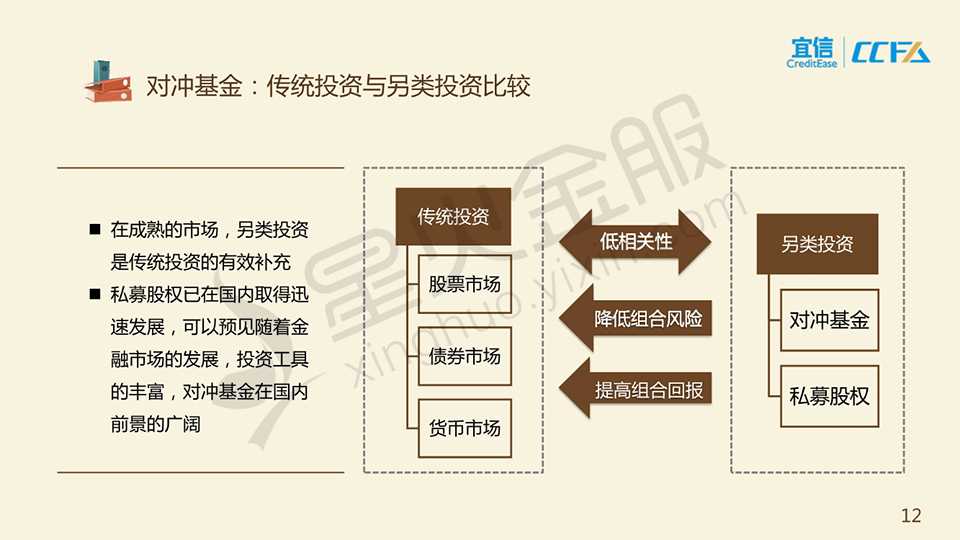 宜信
CreditEase
CCFA
对冲基金：传统投资与另类投资比较
■ 在成熟的市场，另类投资
是传统投资的有效补充
■ 私募股权已在国内取得迅
速发展，可以预见随着金
融市场的发展，投资工具
的丰富，对冲基金在国内
前景的广阔
传统投资
股票市场
债券市场
货币市场
低相关性
降低组合风险
提高组合回报
另类投资
对冲基金
私募股权
星火金服
xinghuo.yixin.com
12